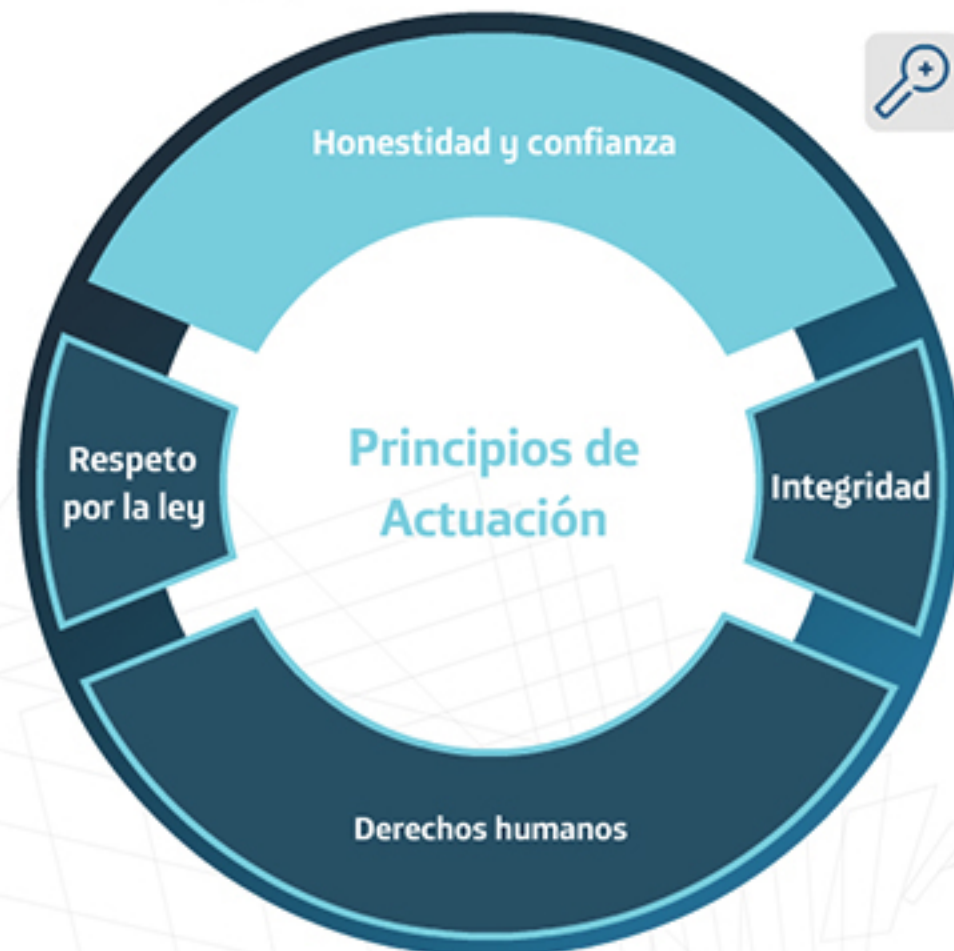 Honestidad y confianza
Principios de
Actuación
Respeto
por la ley
Integridad
Derechos humanos